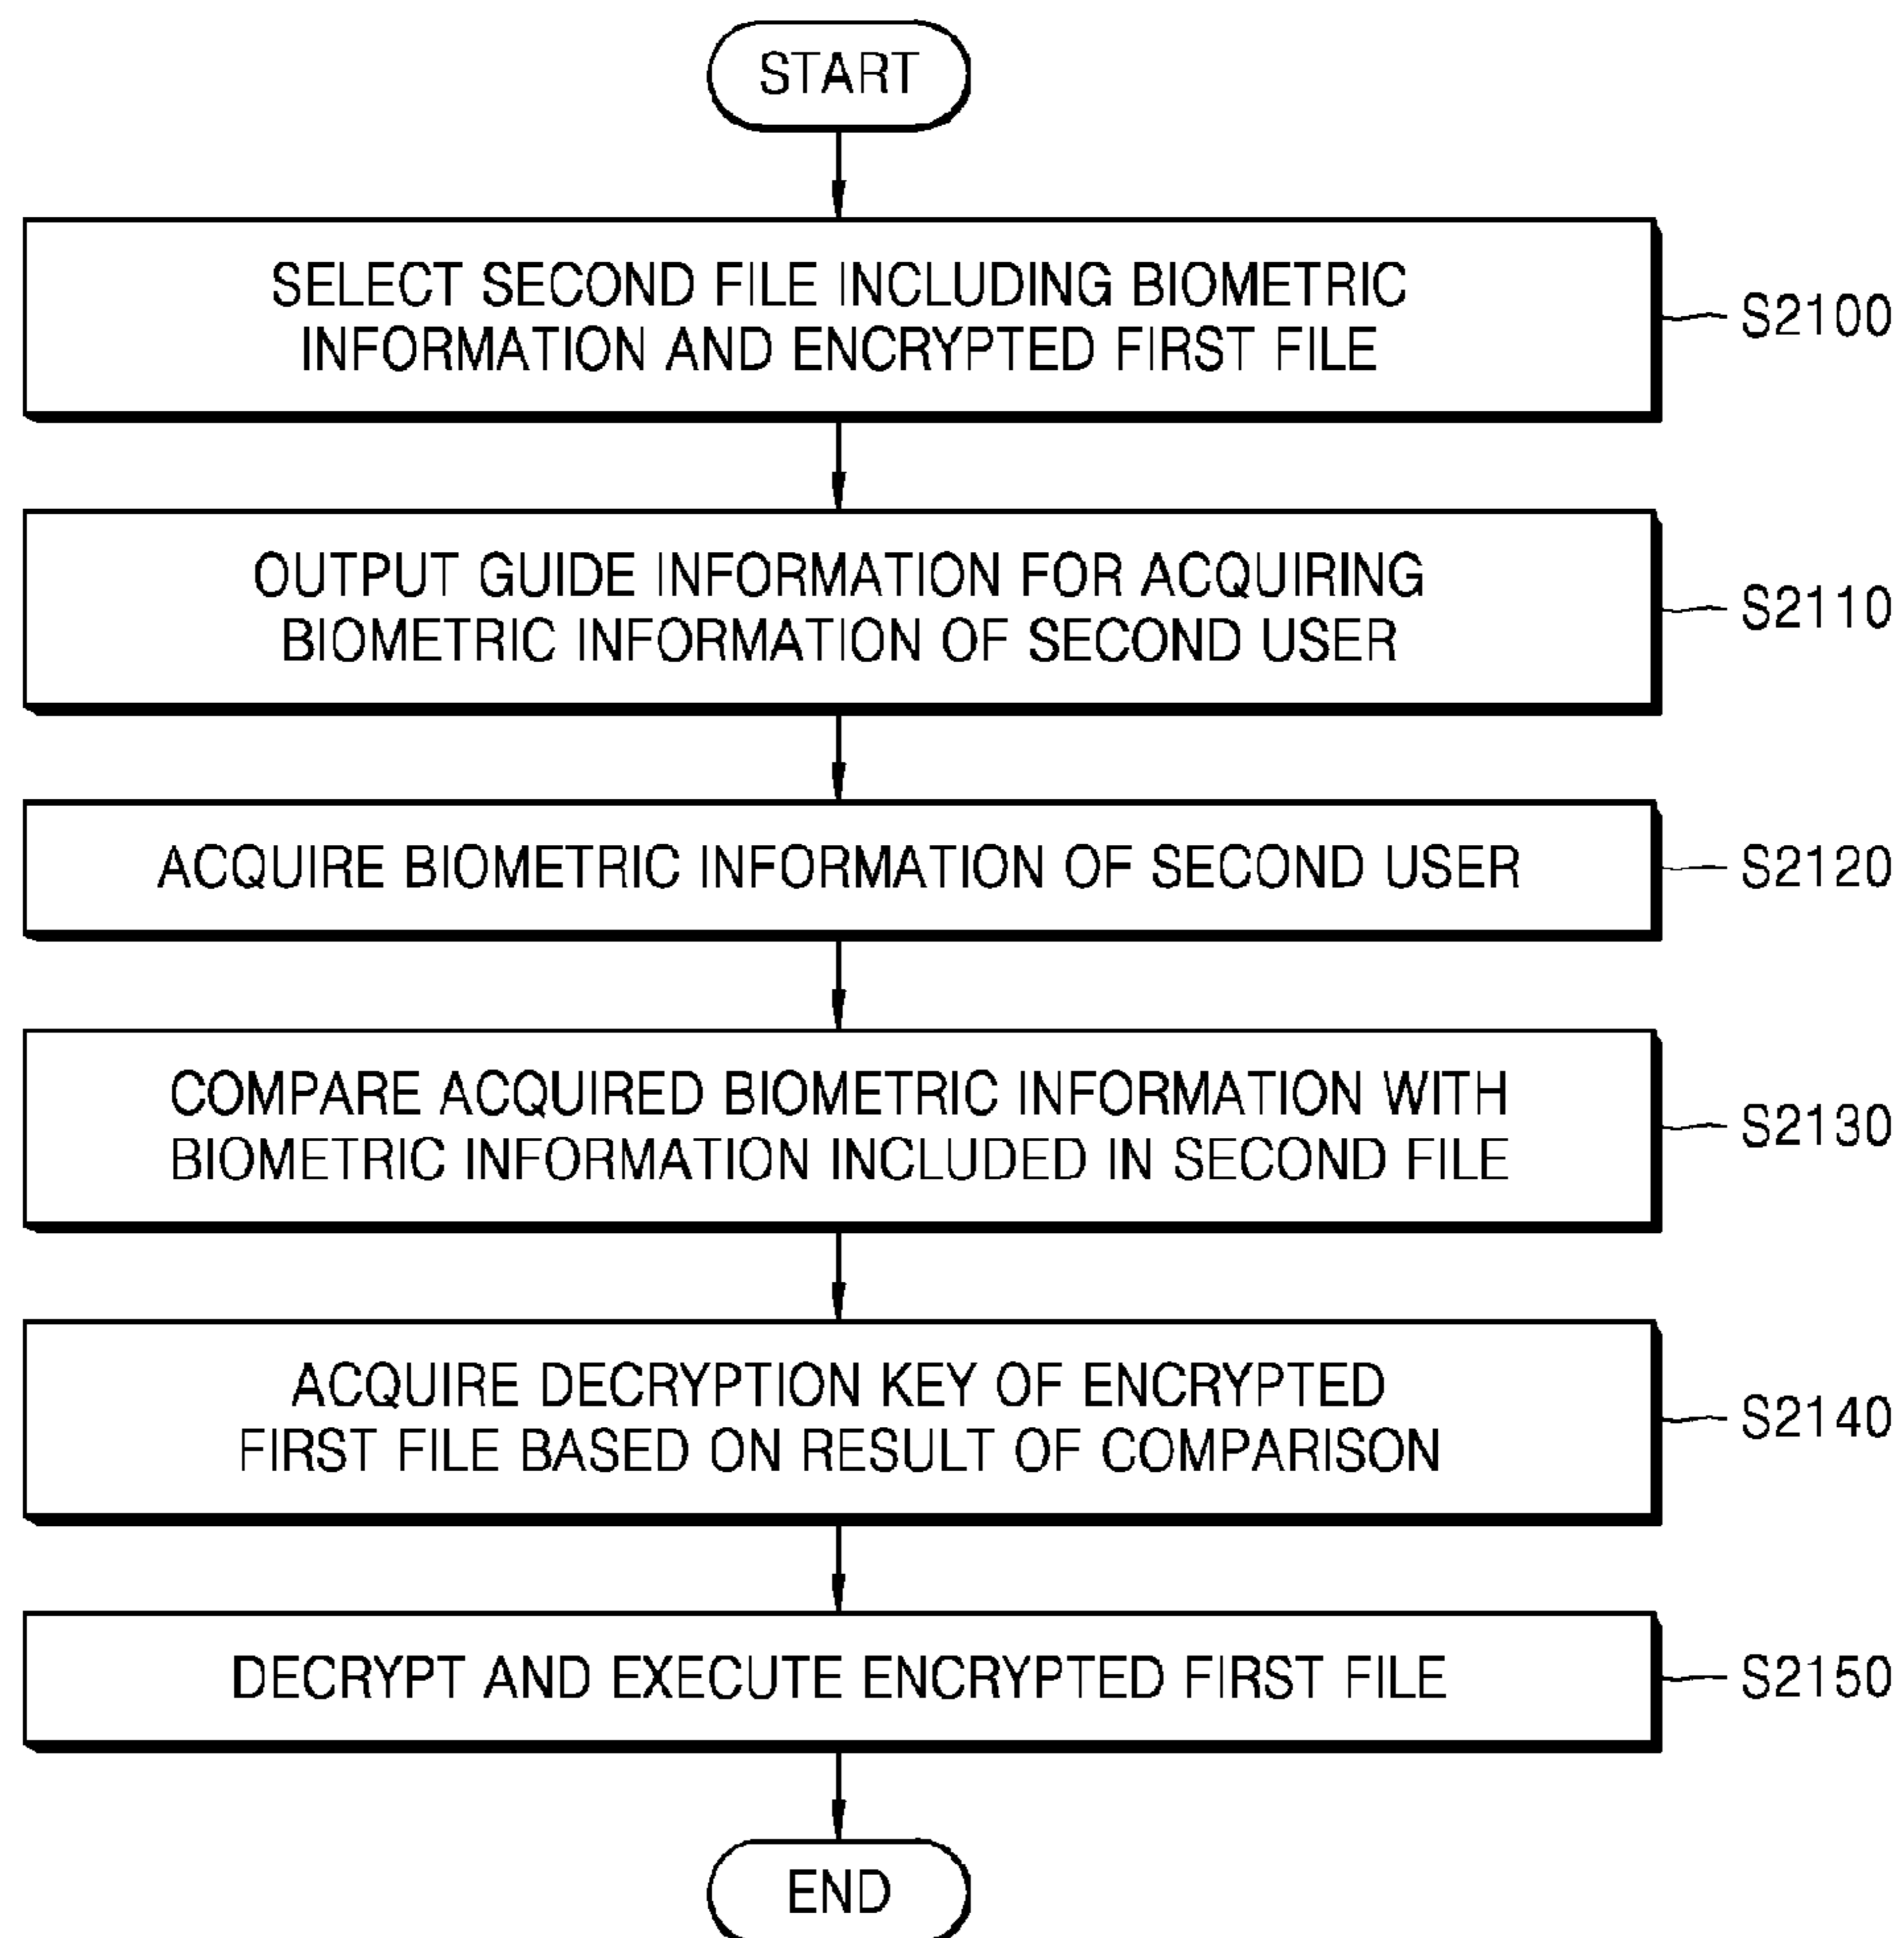 START
SELECT SECOND FILE INCLUDING BIOMETRIC
INFORMATION AND ENCRYPTED FIRST FILE
S2100
OUTPUT GUIDE INFORMATION FOR ACQUIRING
BIOMETRIC INFORMATION OF SECOND USER
S2110
ACQUIRE BIOMETRIC INFORMATION OF SECOND USER
S2120
COMPARE ACQUIRED BIOMETRIC INFORMATION WITH
BIOMETRIC INFORMATION INCLUDED IN SECOND FILE
S2130
ACQUIRE DECRYPTION KEY OF ENCRYPTED
FIRST FILE BASED ON RESULT OF COMPARISON
S2140
DECRYPT AND EXECUTE ENCRYPTED FIRST FILE
S2150
END